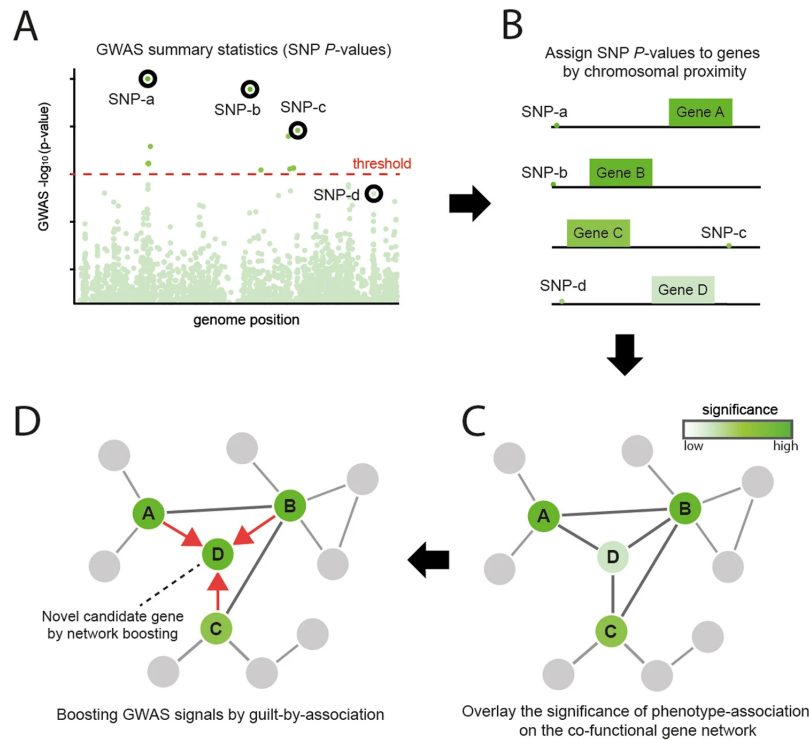 A
GWAS summary statistics (SNP P-values)
GWAS -log10(p-value)
SNP-a
SNP-b
SNP-c
threshold
SNP-d
genome position
B
Assign SNP P-values to genes
by chromosomal proximity
SNP-a
Gene A
SNP-b
Gene B
Gene C
SNP-c
SNP-d
Gene D
D
A
B
D
C
Novel candidate gene
by network boosting
Boosting GWAS signals by guilt-by-association
C
significance
low
high
A
B
D
C
Overlay the significance of phenotype-association
on the co-functional gene network